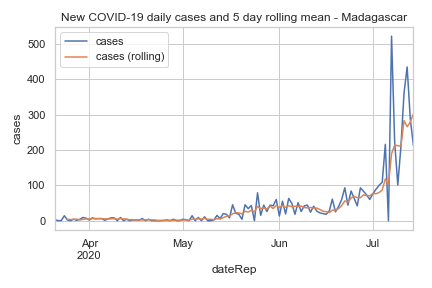 New COVID-19 daily cases and 5 day rolling mean - Madagascar
cases
cases (rolling)
500
400
300
200
100
0
cases
Apr
2020
May
Jun
Jul
dateRep